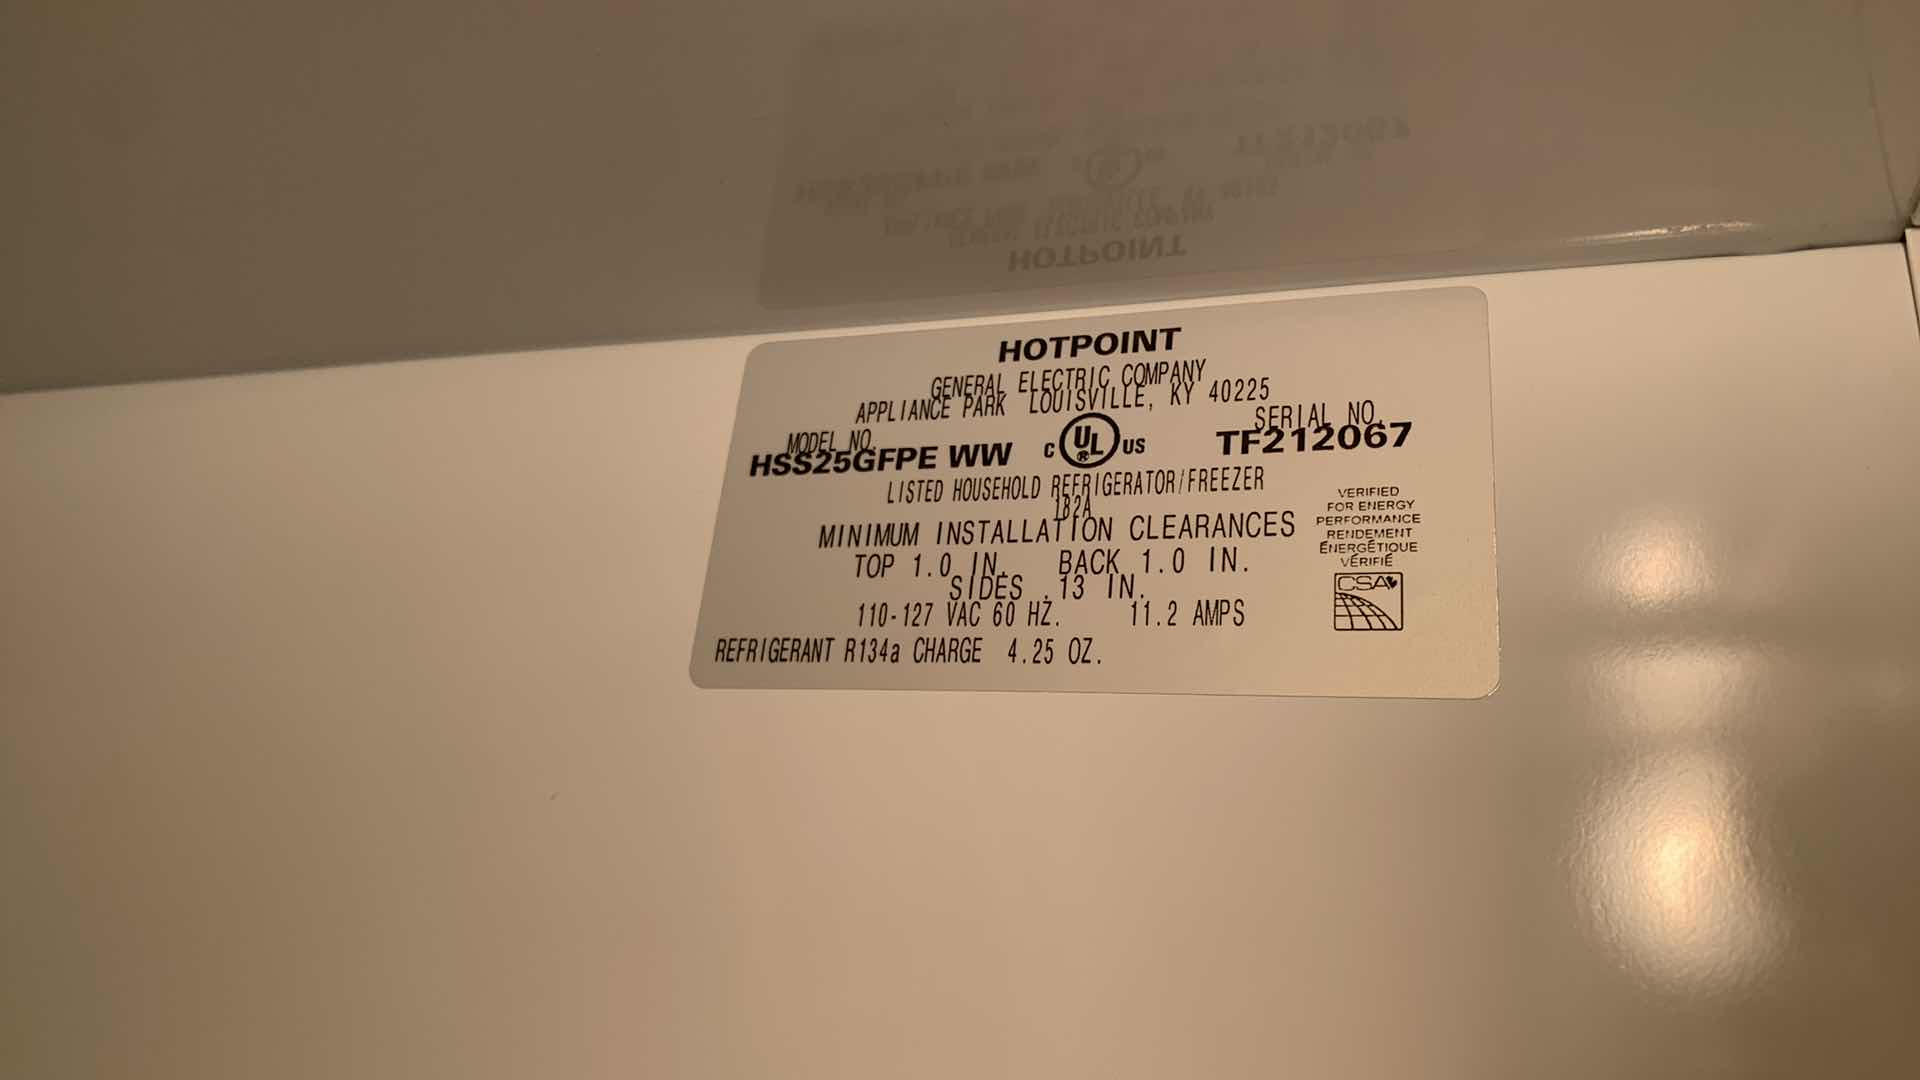 HOTPOINT
GENERAL ELECTRIC COMPANY
APPLIANCE PARK LOUISVILLE, KY 40225
MODEL NO. SERIAL NO.
HSS25GFPE WW C UL ® US TF212067
LISTED HOUSEHOLD REFRIGERATOR/FREEZER
182A
MINIMUM INSTALLATION CLEARANCES
TOP 1.0 IN. BACK 1.0 IN.
SIDES .13 IN.
110-127 VAC 60 HZ. 11.2 AMPS
REFRIGERANT R134a CHARGE 4.25 OZ.
VERIFIED
FOR ENERGY
PERFORMANCE
RENDEMENT
ÉNERGÉTIQUE
VÉRIFIÉ
CSA